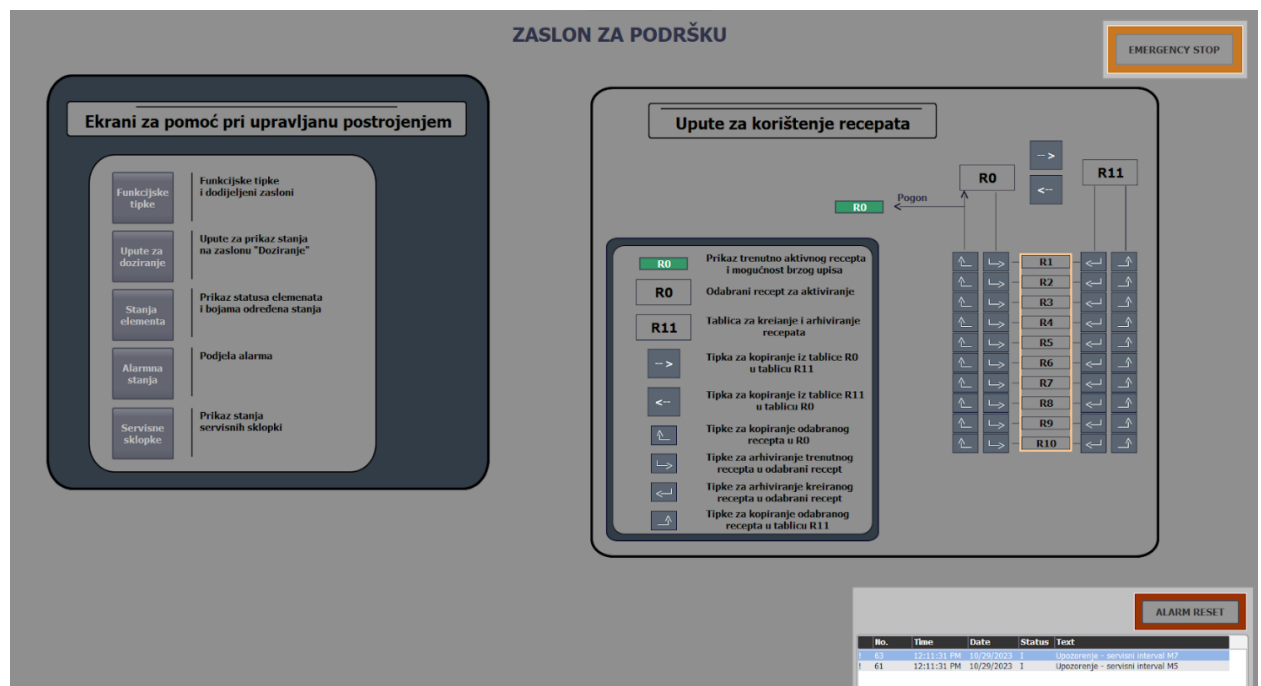 ZASLON ZA PODRŠKU
EMERGENCY STOP
Ekrani za pomoć pri upravljanu postrojenjem
Funkcijske
tipke
Funkcijske tipke
i dodijeljeni zasloni
Upute za
doziranje
Upute za prikaz stanja
na zaslonu "Doziranje"
Stanja
elementa
Prikaz statusa elemenata
i bojama određena stanja
Alarmna
stanja
Podjela alarma
Servisne
sklopke
Prikaz stanja
servisnih sklopki
Upute za korištenje recepata
R0
-->
<--
R11
R0
Pogon
R0
Prikaz trenutno aktivnog recepta
i mogućnost brzog upisa
R0
Odabrani recept za aktiviranje
R11
Tablica za kreianje i arhiviranje
recepata
-->
Tipka za kopiranje iz tablice R0
u tablicu R11
<--
Tipka za kopiranje iz tablice R11
u tablicu R0
Tipke za kopiranje odabranog
recepta u R0
Tipke za arhiviranje trenutnog
recepta u odabrani recept
Tipke za arhiviranje kreiranog
recepta u odabrani recept
Tipke za kopiranje odabranog
recepta u tablicu R11
R1
R2
R3
R4
R5
R6
R7
R8
R9
R10
ALARM RESET
No. Time Date Status Text
! 63 12:11:31 PM 10/29/2023 I Upozorenje - servisni interval M7
! 61 12:11:31 PM 10/29/2023 I Upozorenje - servisni interval M5